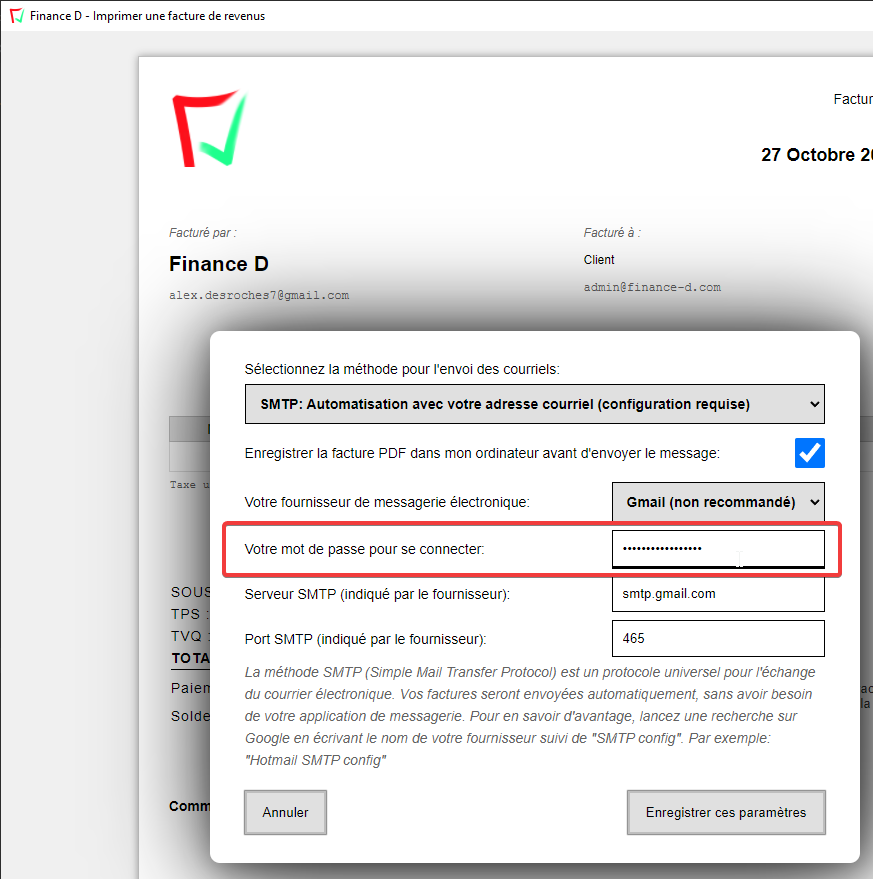 Finance D - Imprimer une facture de revenus
Factur
27 Octobre 20
Facturé par :
Facturé à :
Finance D
Client
alex.desroches7@gmail.com
admin@finance-d.com
Sélectionnez la méthode pour l'envoi des courriels:
SMTP: Automatisation avec votre adresse courriel (configuration requise)
Enregistrer la facture PDF dans mon ordinateur avant d'envoyer le message:
Taxe u
Votre fournisseur de messagerie électronique:
Gmail (non recommandé)
Votre mot de passe pour se connecter:
•••••••••••••••••
SOUS
Serveur SMTP (indiqué par le fournisseur):
smtp.gmail.com
TPS :
TVQ :
Port SMTP (indiqué par le fournisseur):
465
TOTA
La méthode SMTP (Simple Mail Transfer Protocol) est un protocole universel pour l'échange
du courrier électronique. Vos factures seront envoyées automatiquement, sans avoir besoin
de votre application de messagerie. Pour en savoir d'avantage, lancez une recherche sur
Google en écrivant le nom de votre fournisseur suivi de "SMTP config". Par exemple:
"Hotmail SMTP config"
Paiem
Solde
ac
la
Comm
Annuler
Enregistrer ces paramètres